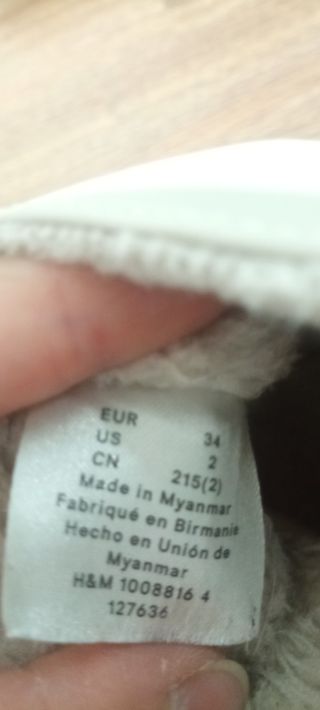 EUR 34
US 2
CN 215(2)
Made in Myanmar
Fabriqué en Birmanie
Hecho en Unión de
Myanmar
H&M 1008816 4
127636